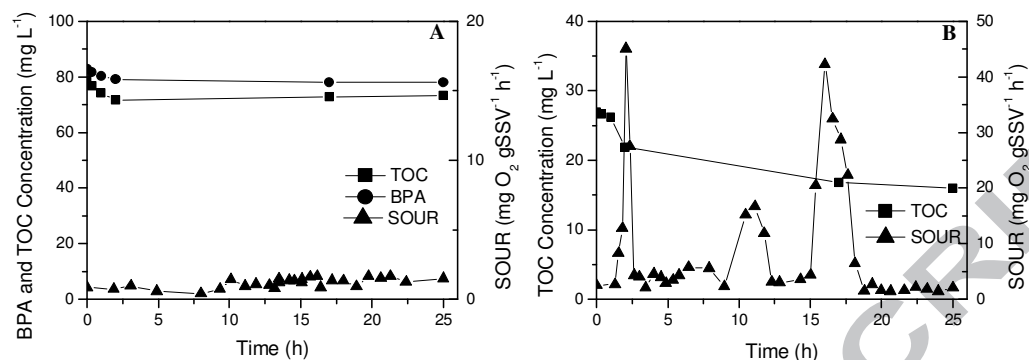 A
BPA and TOC Concentration (mg L⁻¹)
100
80
60
40
20
0
TOC
BPA
SOUR
20
10
0
SOUR (mg O₂ gSSV⁻¹ h⁻¹)
0 5 10 15 20 25
Time (h)
B
TOC Concentration (mg L⁻¹)
40
30
20
10
0
TOC
SOUR
50
40
30
20
10
0
SOUR (mg O₂ gSSV⁻¹ h⁻¹)
0 5 10 15 20 25
Time (h)
CRI